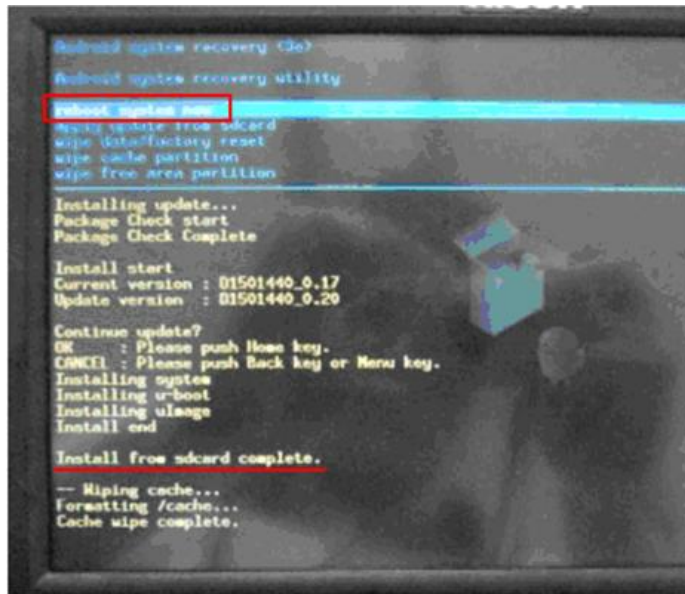 Android system recovery <3e>
Android system recovery utility
reboot system now
apply update from sdcard
wipe data/factory reset
wipe cache partition
wipe free area partition
Installing update...
Package Check start
Package Check Complete
Install start
Current version : D1501440_0.17
Update version : D1501440_0.20
Continue update?
OK : Please push Home key.
CANCEL : Please push Back key or Menu key.
Installing system
Installing u-boot
Installing uImage
Install end
Install from sdcard complete.
-- Wiping cache...
Formatting /cache...
Cache wipe complete.